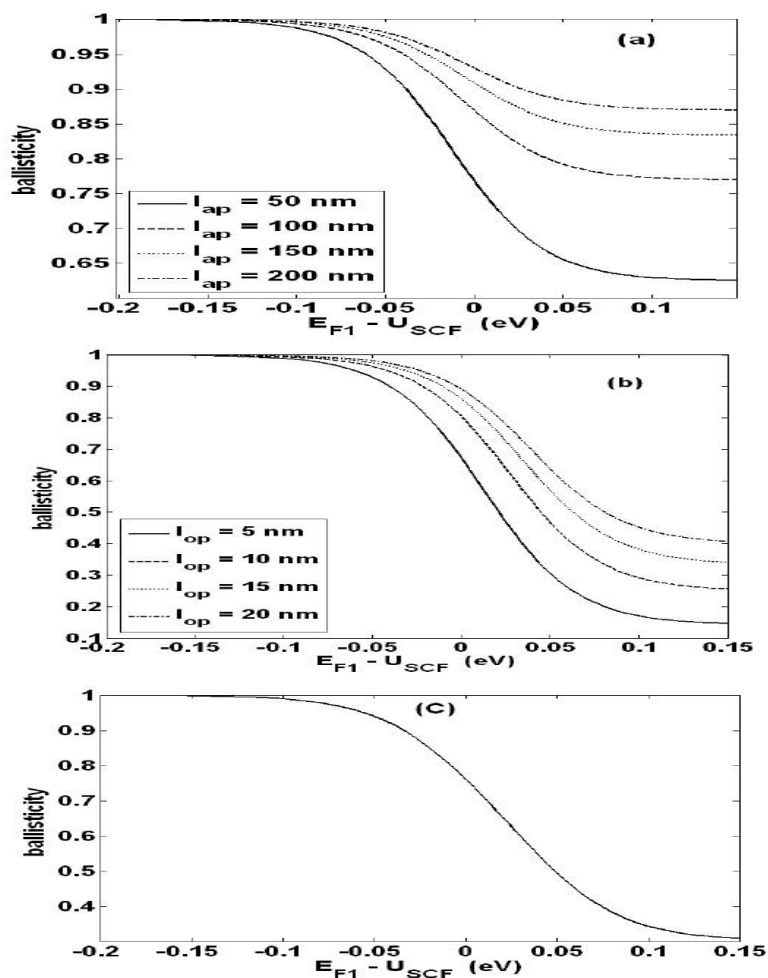 1
0.95
0.9
0.85
0.8
0.75
0.7
0.65
ballisticity
(a)
l_ap = 50 nm
l_ap = 100 nm
l_ap = 150 nm
l_ap = 200 nm
-0.2 -0.15 -0.1 -0.05 0 0.05 0.1
E_F1 - U_SCF (eV)
1
0.9
0.8
0.7
0.6
0.5
0.4
0.3
0.2
0.1
ballisticity
(b)
l_op = 5 nm
l_op = 10 nm
l_op = 15 nm
l_op = 20 nm
-0.2 -0.15 -0.1 -0.05 0 0.05 0.1 0.15
E_F1 - U_SCF (eV)
1
0.9
0.8
0.7
0.6
0.5
0.4
ballisticity
(C)
-0.2 -0.15 -0.1 -0.05 0 0.05 0.1 0.15
E_F1 - U_SCF (eV)